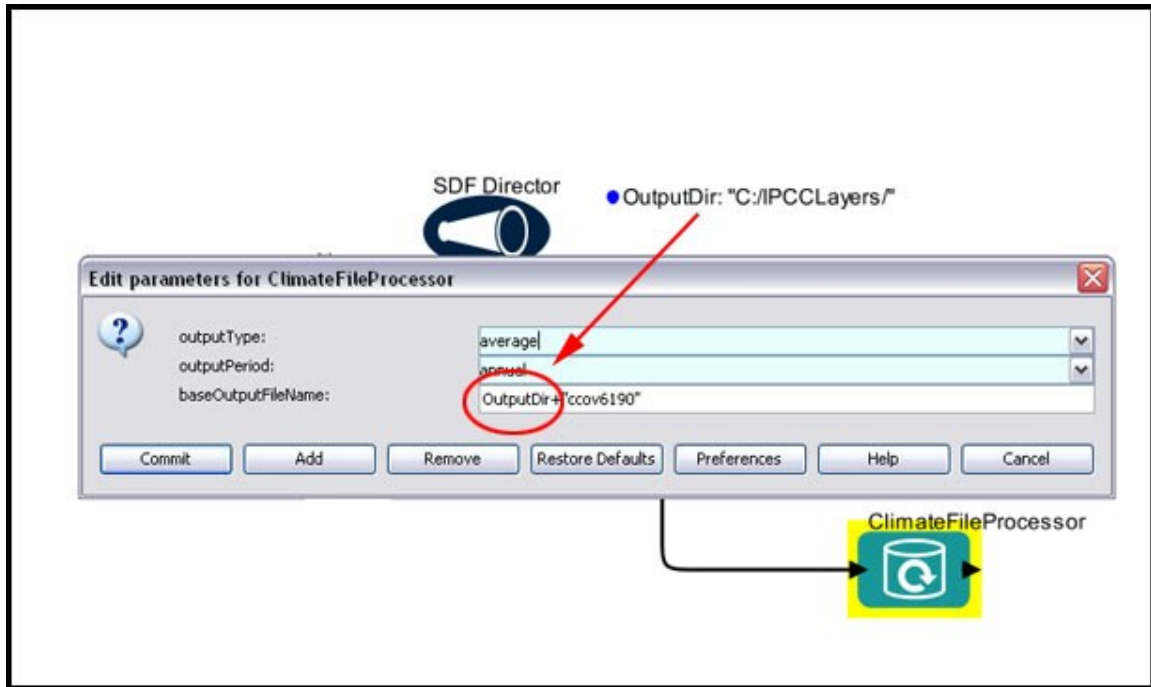 SDF Director
OutputDir: "C:/IPCCLayers/"
Edit parameters for ClimateFileProcessor
outputType:
average
outputPeriod:
annual
baseOutputFileName:
OutputDir+"ccov6190"
Commit
Add
Remove
Restore Defaults
Preferences
Help
Cancel
ClimateFileProcessor